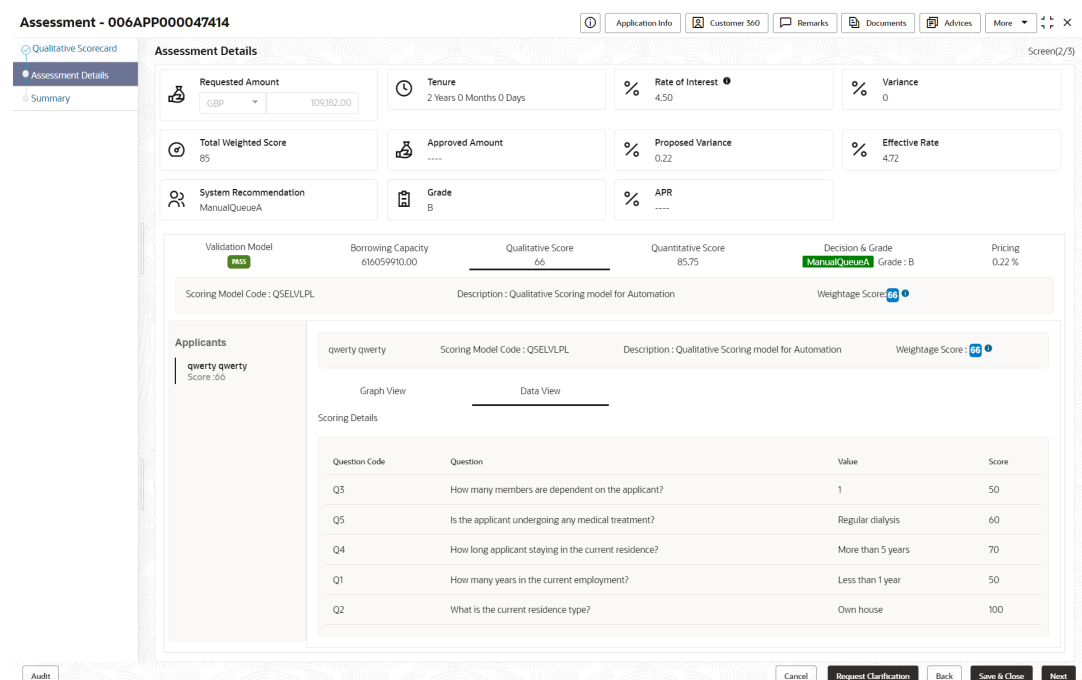 Assessment - 006APP000047414
Application Info
Customer 360
Remarks
Documents
Advices
More
Qualitative Scorecard
Assessment Details
Summary
Assessment Details
Screen(2/3)
Requested Amount
GBP
109,182.00
Tenure
2 Years 0 Months 0 Days
Rate of Interest
4.50
Variance
0
Total Weighted Score
85
Approved Amount
----
Proposed Variance
0.22
Effective Rate
4.72
System Recommendation
ManualQueueA
Grade
B
APR
----
Validation Model
PASS
Borrowing Capacity
616059910.00
Qualitative Score
66
Quantitative Score
85.75
Decision & Grade
ManualQueueA Grade : B
Pricing
0.22 %
Scoring Model Code : QSELVLPL
Description : Qualitative Scoring model for Automation
Weightage Score: 66
Applicants
qwerty qwerty
Score :66
qwerty qwerty
Scoring Model Code : QSELVLPL
Description : Qualitative Scoring model for Automation
Weightage Score : 66
Graph View
Data View
Scoring Details
Question Code Question Value Score
Q3 How many members are dependent on the applicant? 1 50
Q5 Is the applicant undergoing any medical treatment? Regular dialysis 60
Q4 How long applicant staying in the current residence? More than 5 years 70
Q1 How many years in the current employment? Less than 1 year 50
Q2 What is the current residence type? Own house 100
Audit
Cancel
Request Clarification
Back
Save & Close
Next